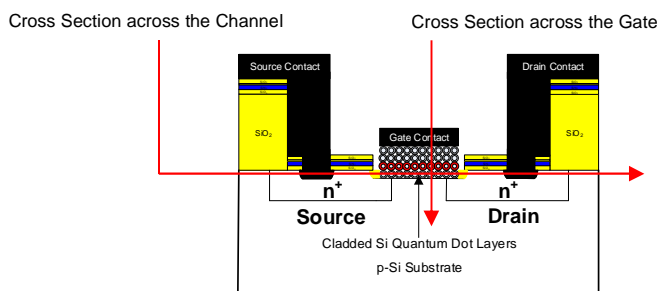 Cross Section across the Channel
Cross Section across the Gate
Source Contact
Drain Contact
Gate Contact
SiO₂
SiO₂
n⁺
n⁺
Source
Drain
Cladded Si Quantum Dot Layers
p-Si Substrate